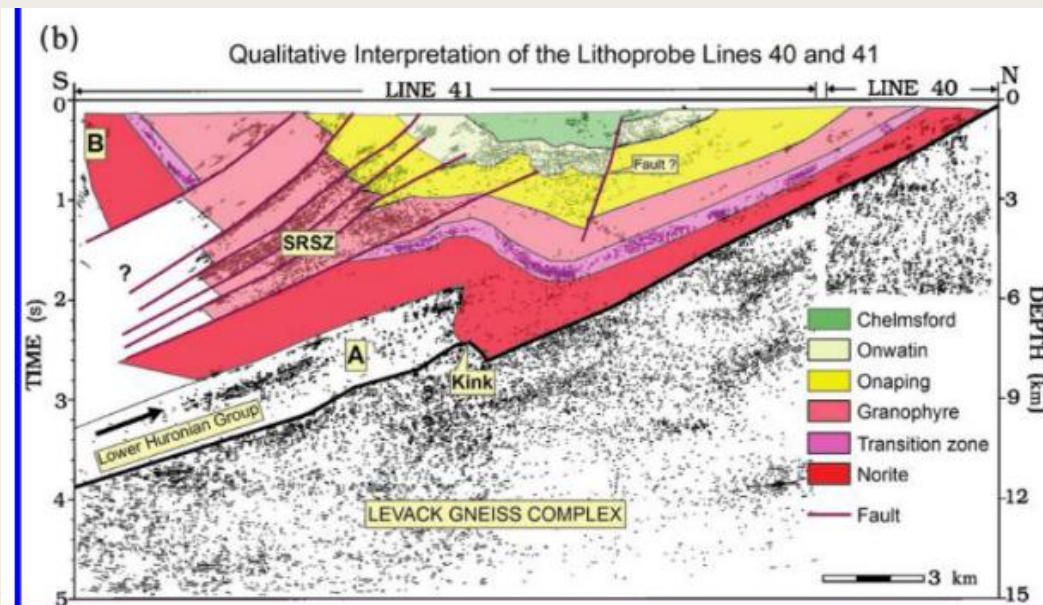 (b)
Qualitative Interpretation of the Lithoprobe Lines 40 and 41
S
LINE 41
LINE 40
N
0
0
B
Fault ?
1
3
SRSZ
?
2
6
TIME (s)
DEPTH (km)
Chelmsford
Onwatin
A
Onaping
Kink
3
9
Granophyre
Lower Huronian Group
Transition zone
Norite
4
12
LEVACK GNEISS COMPLEX
Fault
3 km
5
15